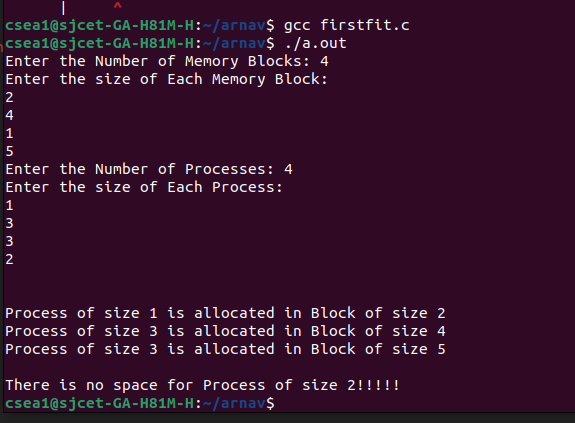 |     ^
csea1@sjcet-GA-H81M-H:~/arnav$ gcc firstfit.c
csea1@sjcet-GA-H81M-H:~/arnav$ ./a.out
Enter the Number of Memory Blocks: 4
Enter the size of Each Memory Block:
2
4
1
5
Enter the Number of Processes: 4
Enter the size of Each Process:
1
3
3
2
Process of size 1 is allocated in Block of size 2
Process of size 3 is allocated in Block of size 4
Process of size 3 is allocated in Block of size 5
There is no space for Process of size 2!!!!!
csea1@sjcet-GA-H81M-H:~/arnav$